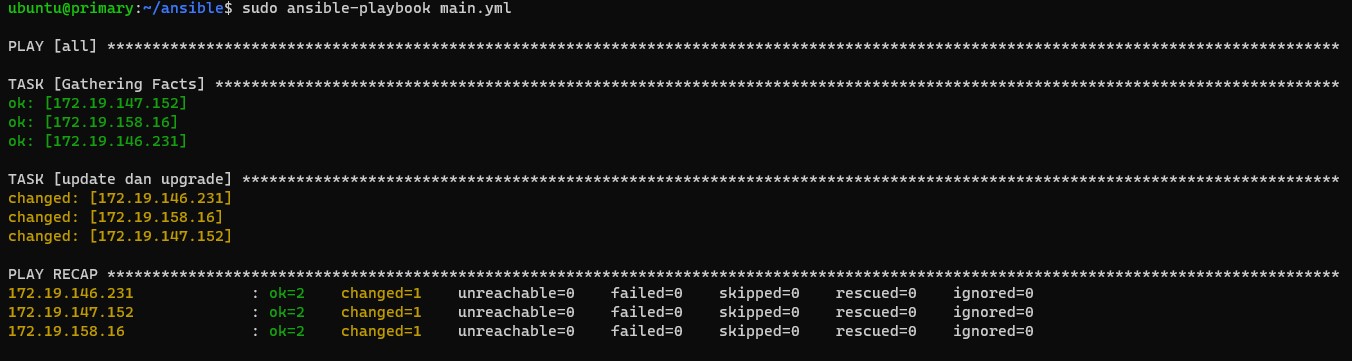 ubuntu@primary:~/ansible$ sudo ansible-playbook main.yml
PLAY [all] *****************************************************************************************************************************************
TASK [Gathering Facts] *****************************************************************************************************************************
ok: [172.19.147.152]
ok: [172.19.158.16]
ok: [172.19.146.231]
TASK [update dan upgrade] **************************************************************************************************************************
changed: [172.19.146.231]
changed: [172.19.158.16]
changed: [172.19.147.152]
PLAY RECAP *****************************************************************************************************************************************
172.19.146.231             : ok=2    changed=1    unreachable=0    failed=0    skipped=0    rescued=0    ignored=0
172.19.147.152             : ok=2    changed=1    unreachable=0    failed=0    skipped=0    rescued=0    ignored=0
172.19.158.16              : ok=2    changed=1    unreachable=0    failed=0    skipped=0    rescued=0    ignored=0